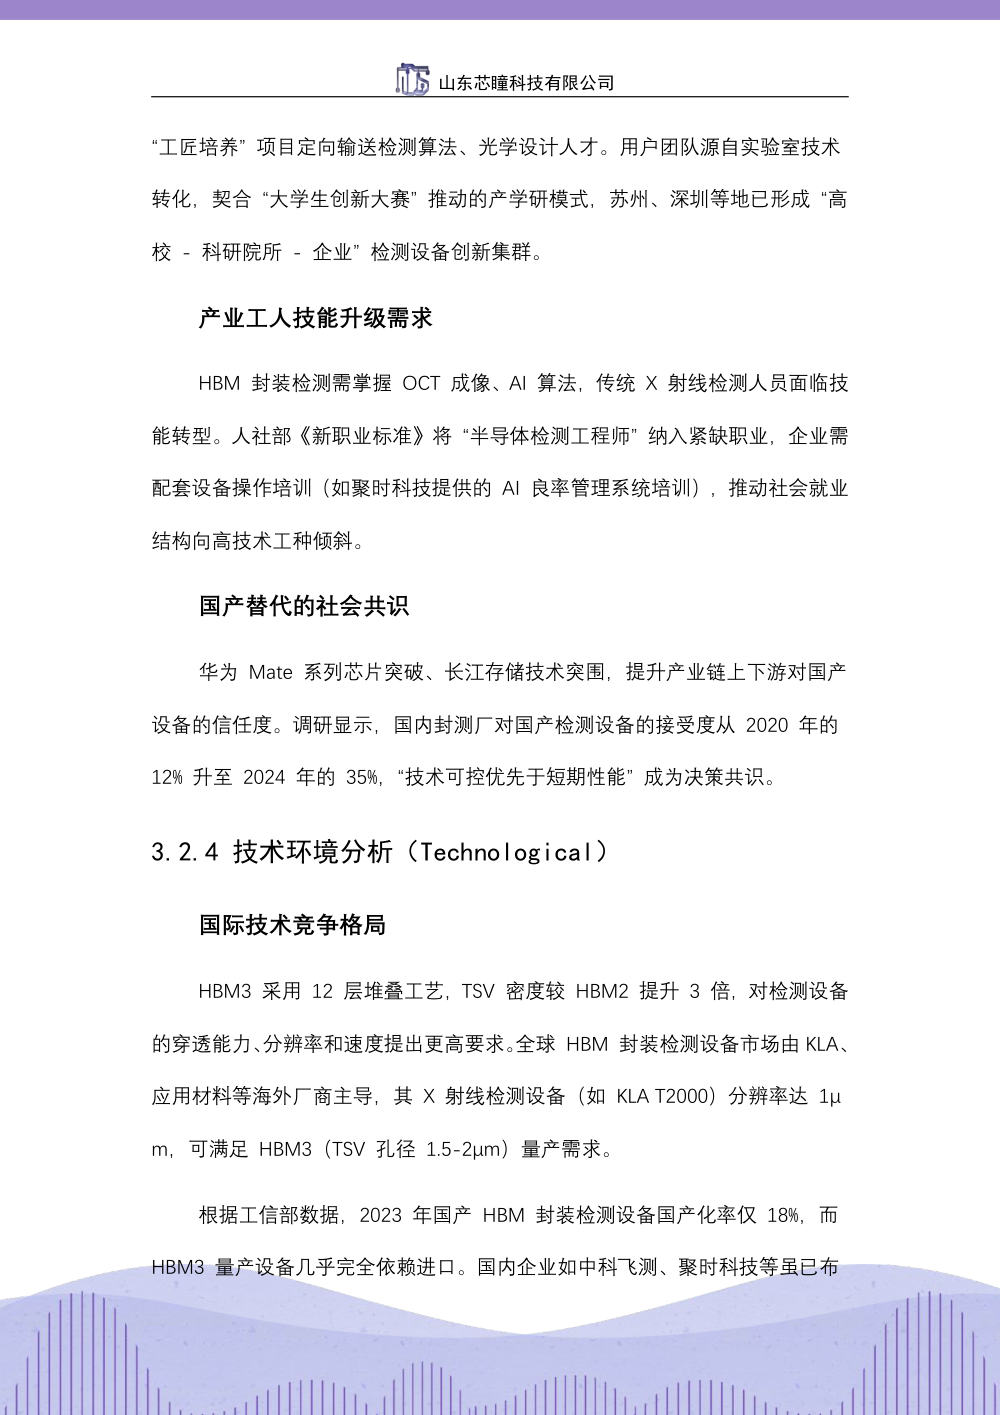 山东芯瞳科技有限公司
“工匠培养” 项目定向输送检测算法、光学设计人才。用户团队源自实验室技术
转化，契合 “大学生创新大赛” 推动的产学研模式，苏州、深圳等地已形成 “高
校 - 科研院所 - 企业” 检测设备创新集群。
产业工人技能升级需求
HBM 封装检测需掌握 OCT 成像、AI 算法，传统 X 射线检测人员面临技
能转型。人社部《新职业标准》将 “半导体检测工程师” 纳入紧缺职业，企业需
配套设备操作培训（如聚时科技提供的 AI 良率管理系统培训），推动社会就业
结构向高技术工种倾斜。
国产替代的社会共识
华为 Mate 系列芯片突破、长江存储技术突围，提升产业链上下游对国产
设备的信任度。调研显示，国内封测厂对国产检测设备的接受度从 2020 年的
12% 升至 2024 年的 35%，“技术可控优先于短期性能” 成为决策共识。
3.2.4 技术环境分析（Technological）
国际技术竞争格局
HBM3 采用 12 层堆叠工艺，TSV 密度较 HBM2 提升 3 倍，对检测设备
的穿透能力、分辨率和速度提出更高要求。全球 HBM 封装检测设备市场由 KLA、
应用材料等海外厂商主导，其 X 射线检测设备（如 KLA T2000）分辨率达 1μ
m，可满足 HBM3（TSV 孔径 1.5-2μm）量产需求。
根据工信部数据，2023 年国产 HBM 封装检测设备国产化率仅 18%，而
HBM3 量产设备几乎完全依赖进口。国内企业如中科飞测、聚时科技等虽已布